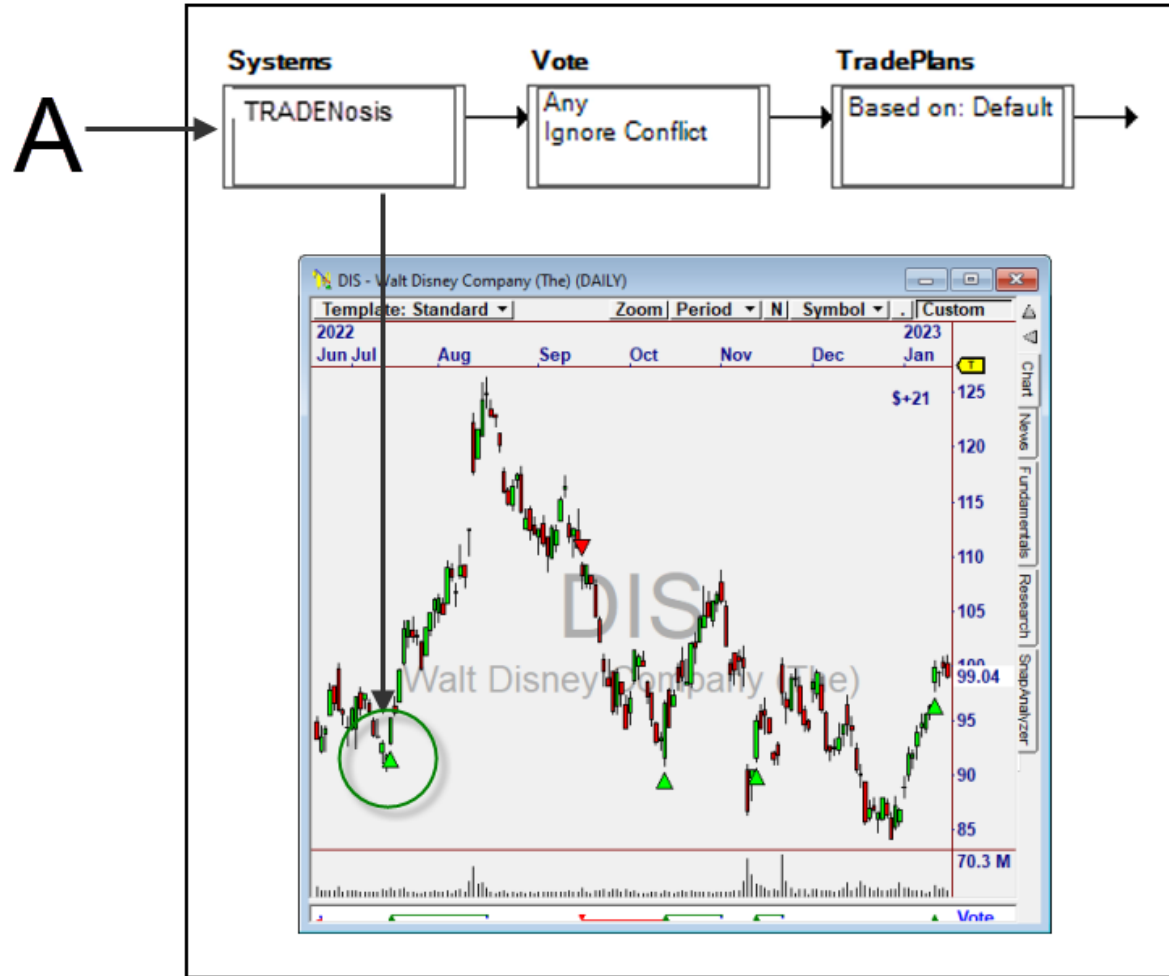 Systems
Vote
TradePlans
A
TRADENosis
Any
Ignore Conflict
Based on: Default
DIS - Walt Disney Company (The) (DAILY)
Template: Standard
Zoom Period N Symbol . Custom
2022 2023
Jun Jul Aug Sep Oct Nov Dec Jan
T
$+21
125
120
115
110
105
100
99.04
95
90
85
DIS
Walt Disney Company (The)
Chart
News
Fundamentals
Research
SnapAnalyzer
70.3 M
Vote